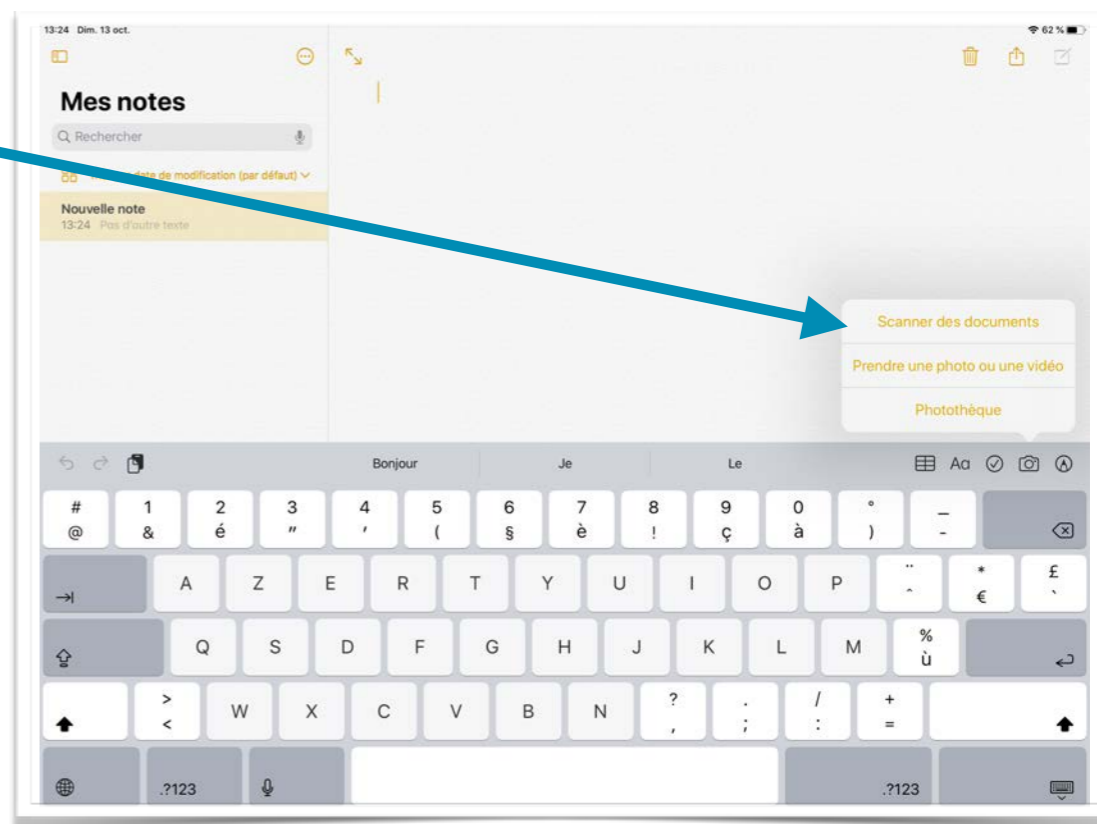 13:24 Dim. 13 oct.
62 %
Mes notes
Rechercher
date de modification (par défaut)
Nouvelle note
13:24 Pas d'autre texte
Scanner des documents
Prendre une photo ou une vidéo
Photothèque
Bonjour Je Le
Aa
# 1 2 3 4 5 6 7 8 9 0 ° _
@ & é " ' ( § è ! ç à ) -
A Z E R T Y U I O P ¨ * £
^ € `
Q S D F G H J K L M %
ù
> W X C V B N ? . / +
< , ; : =
.?123 .?123